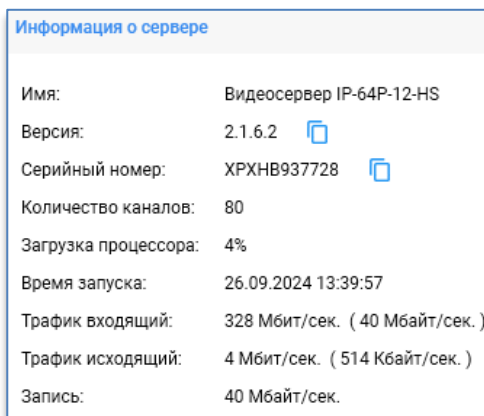 Информация о сервере
Имя: Видеосервер IP-64P-12-HS
Версия: 2.1.6.2
Серийный номер: XPXHB937728
Количество каналов: 80
Загрузка процессора: 4%
Время запуска: 26.09.2024 13:39:57
Трафик входящий: 328 Мбит/сек. ( 40 Мбайт/сек. )
Трафик исходящий: 4 Мбит/сек. ( 514 Кбайт/сек. )
Запись: 40 Мбайт/сек.